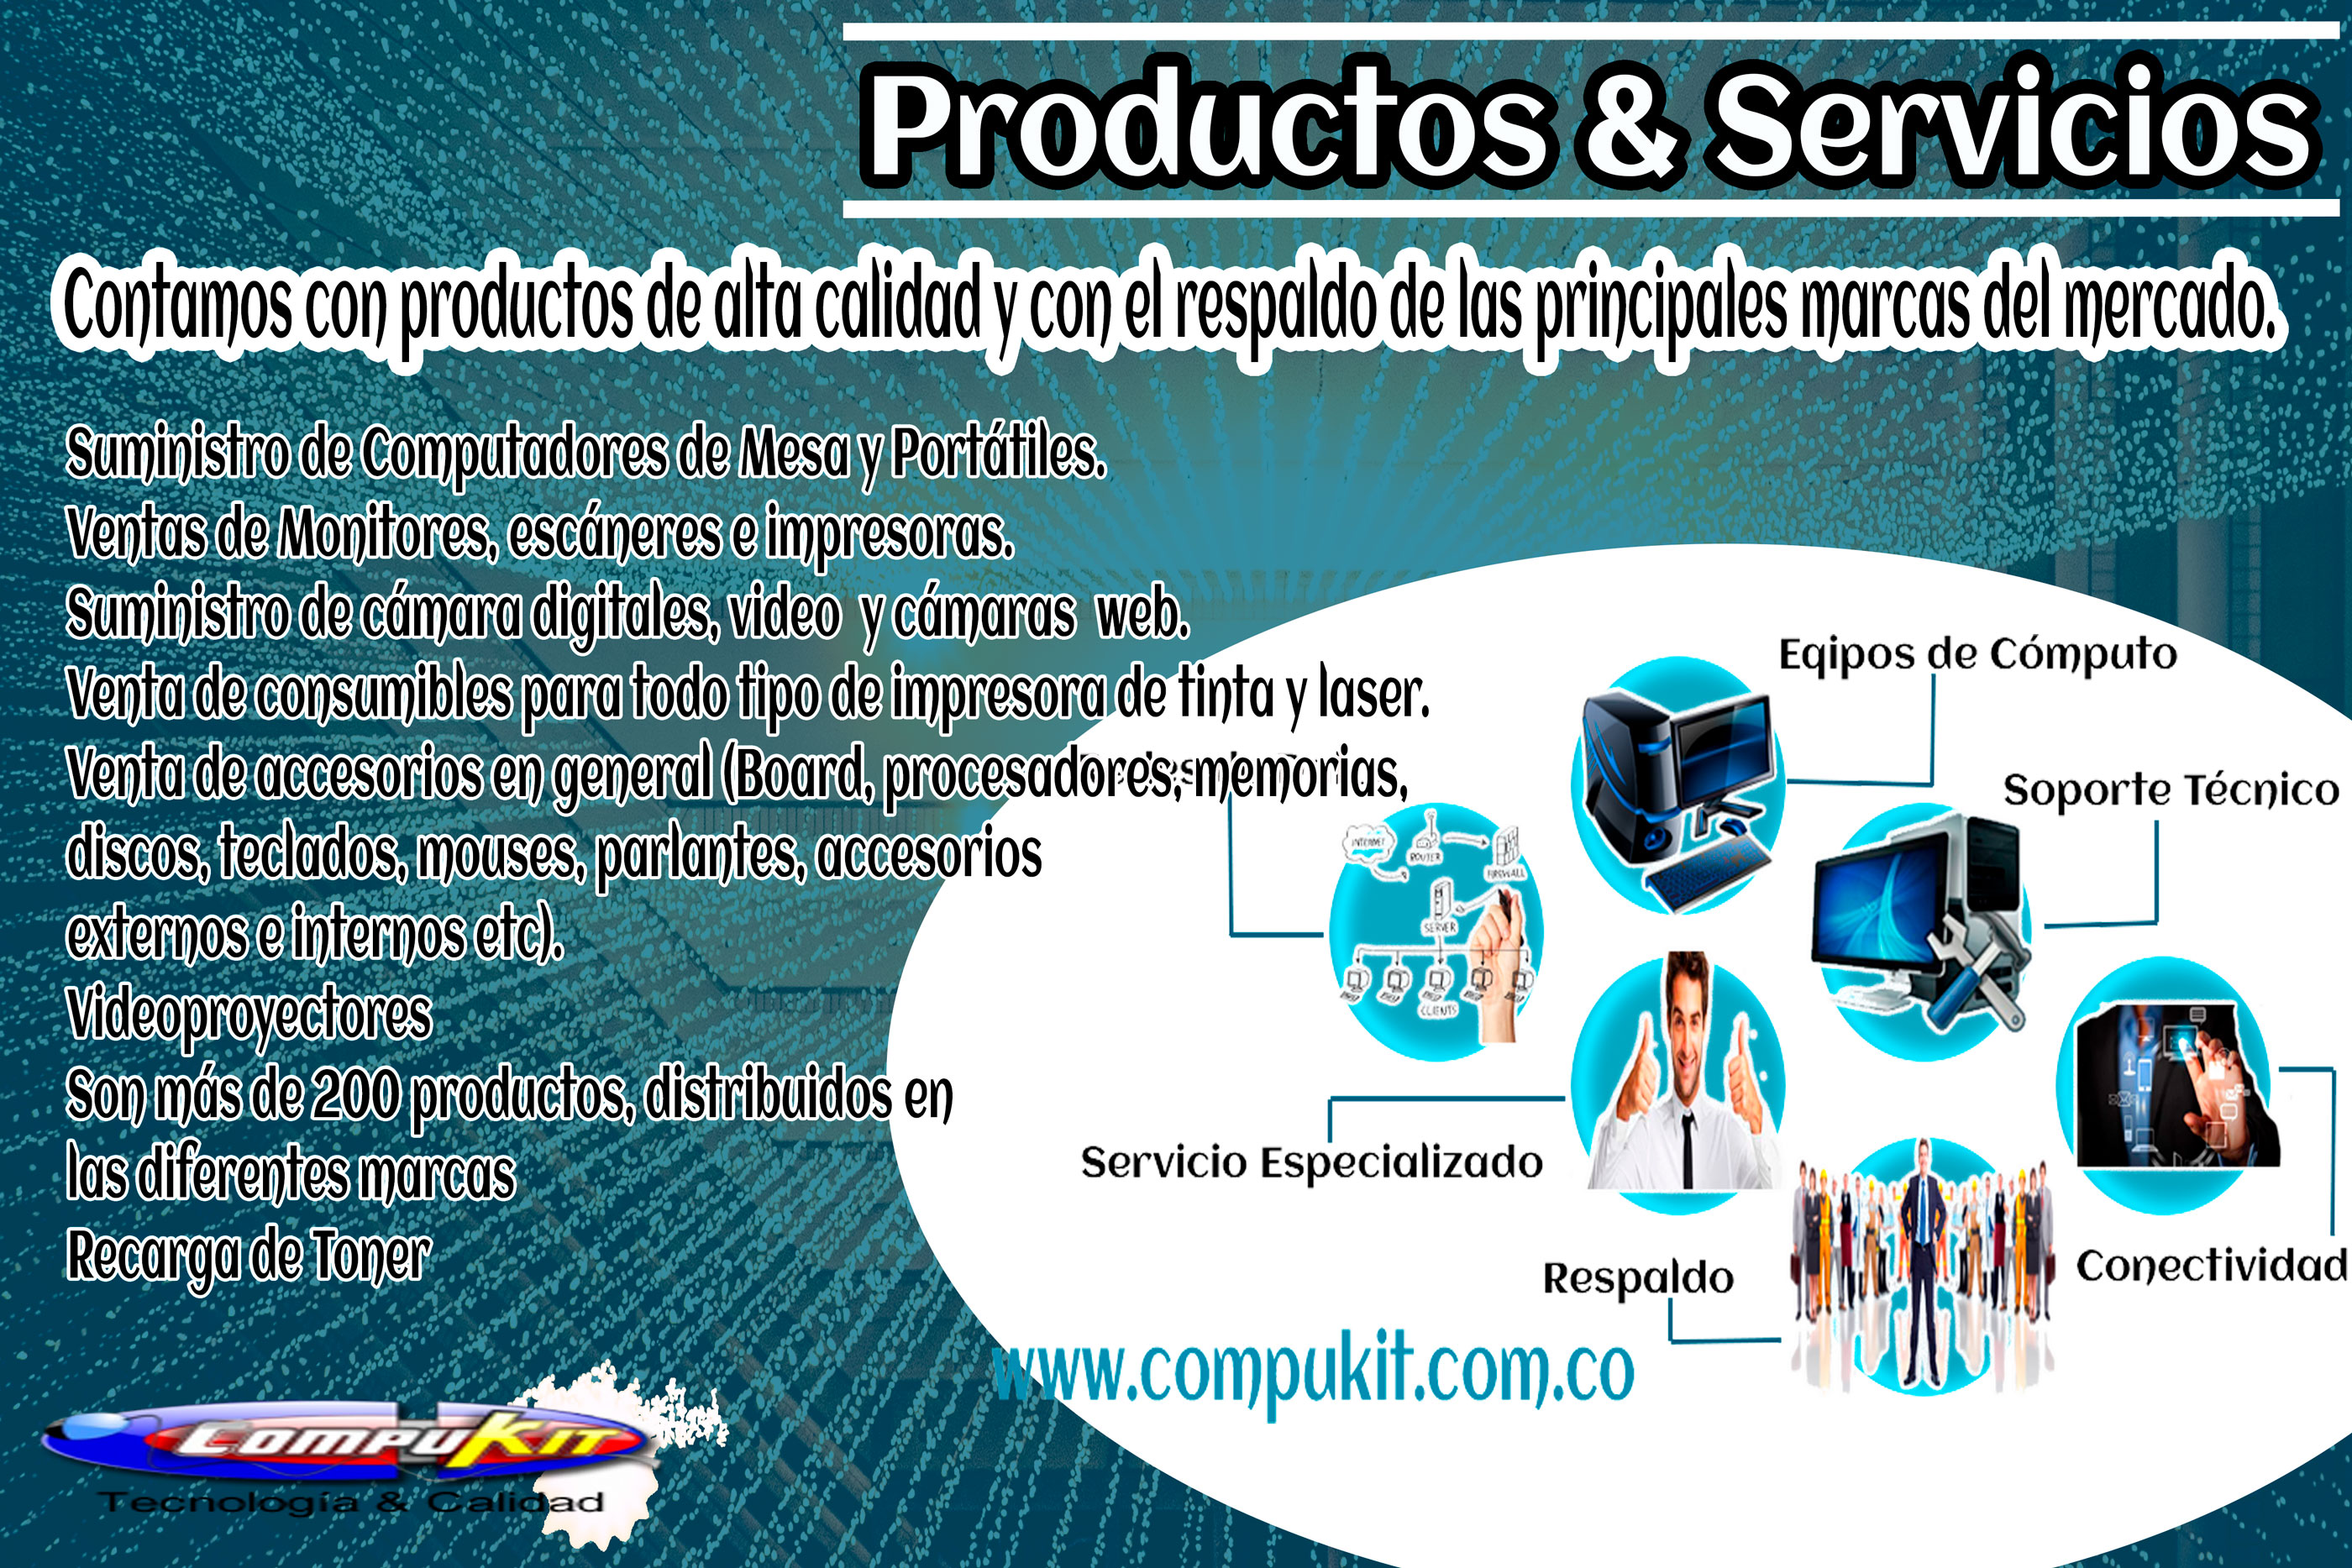 Productos & Servicios
Contamos con productos de alta calidad y con el respaldo de las principales marcas del mercado.
Suministro de Computadores de Mesa y Portátiles.
Ventas de Monitores, escáneres e impresoras.
Suministro de cámara digitales, video y cámaras web.
Venta de consumibles para todo tipo de impresora de tinta y laser.
Venta de accesorios en general (Board, procesadores, memorias,
discos, teclados, mouses, parlantes, accesorios
externos e internos etc).
Videoproyectores
Son más de 200 productos, distribuidos en
las diferentes marcas
Recarga de Toner
Eqipos de Cómputo
Soporte Técnico
INTERNET
ROUTER
FIREWALL
SERVER
CLIENTS
Servicio Especializado
Respaldo
Conectividad
www.compukit.com.co
CompuKit
Tecnología & Calidad